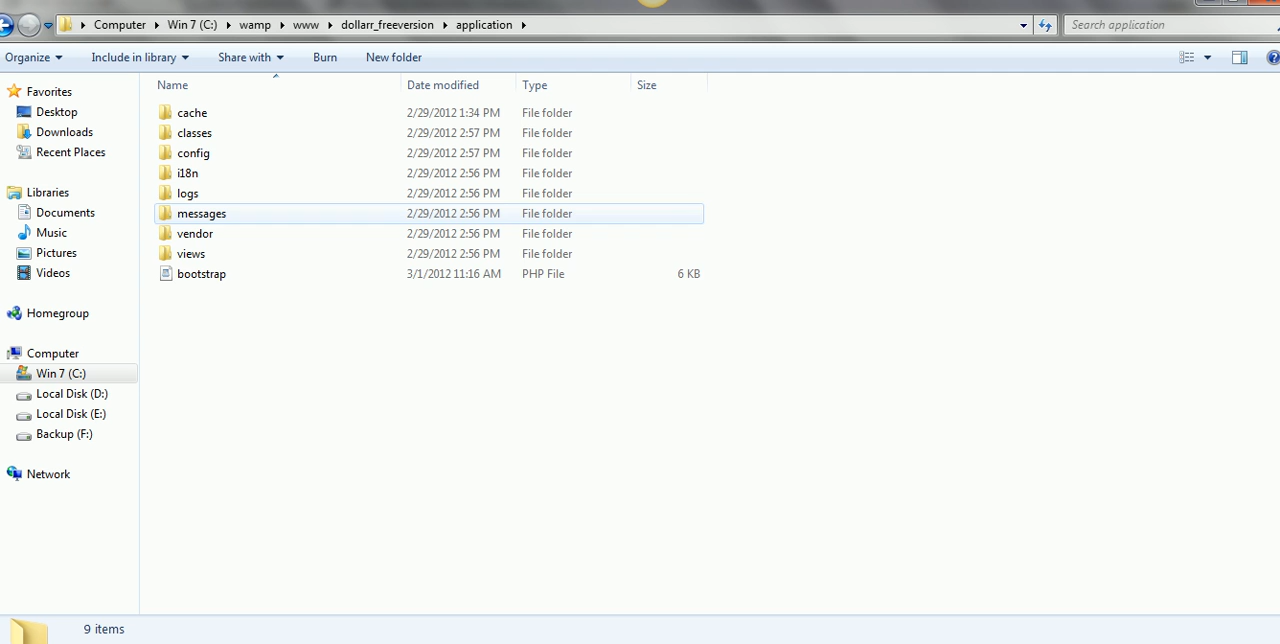 Computer Win 7 (C:) wamp www dollarr_freeversion application Search application
Organize Include in library Share with Burn New folder
Favorites
Desktop
Downloads
Recent Places
Libraries
Documents
Music
Pictures
Videos
Homegroup
Computer
Win 7 (C:)
Local Disk (D:)
Local Disk (E:)
Backup (F:)
Network
Name Date modified Type Size
cache 2/29/2012 1:34 PM File folder
classes 2/29/2012 2:57 PM File folder
config 2/29/2012 2:57 PM File folder
i18n 2/29/2012 2:56 PM File folder
logs 2/29/2012 2:56 PM File folder
messages 2/29/2012 2:56 PM File folder
vendor 2/29/2012 2:56 PM File folder
views 2/29/2012 2:56 PM File folder
bootstrap 3/1/2012 11:16 AM PHP File 6 KB
9 items